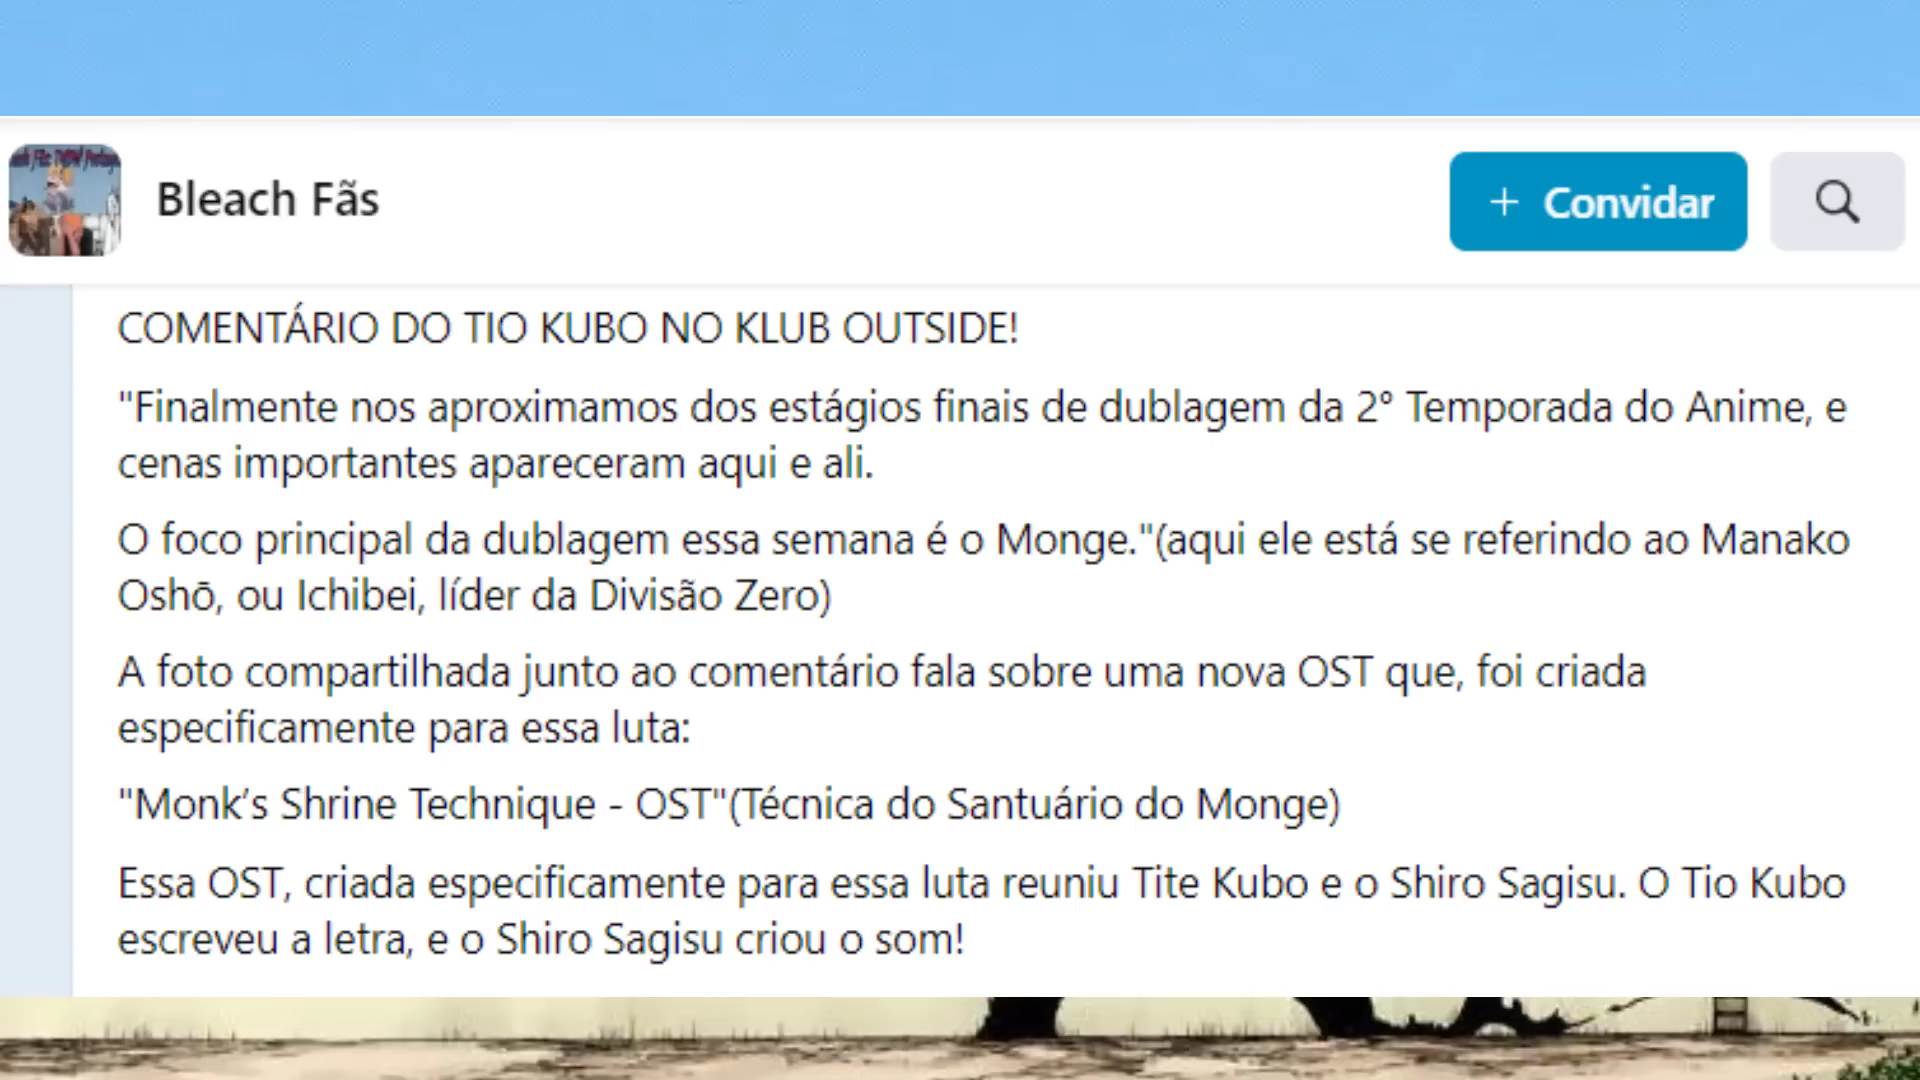 Bleach Fãs
+ Convidar
COMENTÁRIO DO TIO KUBO NO KLUB OUTSIDE!
"Finalmente nos aproximamos dos estágios finais de dublagem da 2° Temporada do Anime, e
cenas importantes apareceram aqui e ali.
O foco principal da dublagem essa semana é o Monge."(aqui ele está se referindo ao Manako
Oshō, ou Ichibei, líder da Divisão Zero)
A foto compartilhada junto ao comentário fala sobre uma nova OST que, foi criada
especificamente para essa luta:
"Monk’s Shrine Technique - OST"(Técnica do Santuário do Monge)
Essa OST, criada especificamente para essa luta reuniu Tite Kubo e o Shiro Sagisu. O Tio Kubo
escreveu a letra, e o Shiro Sagisu criou o som!